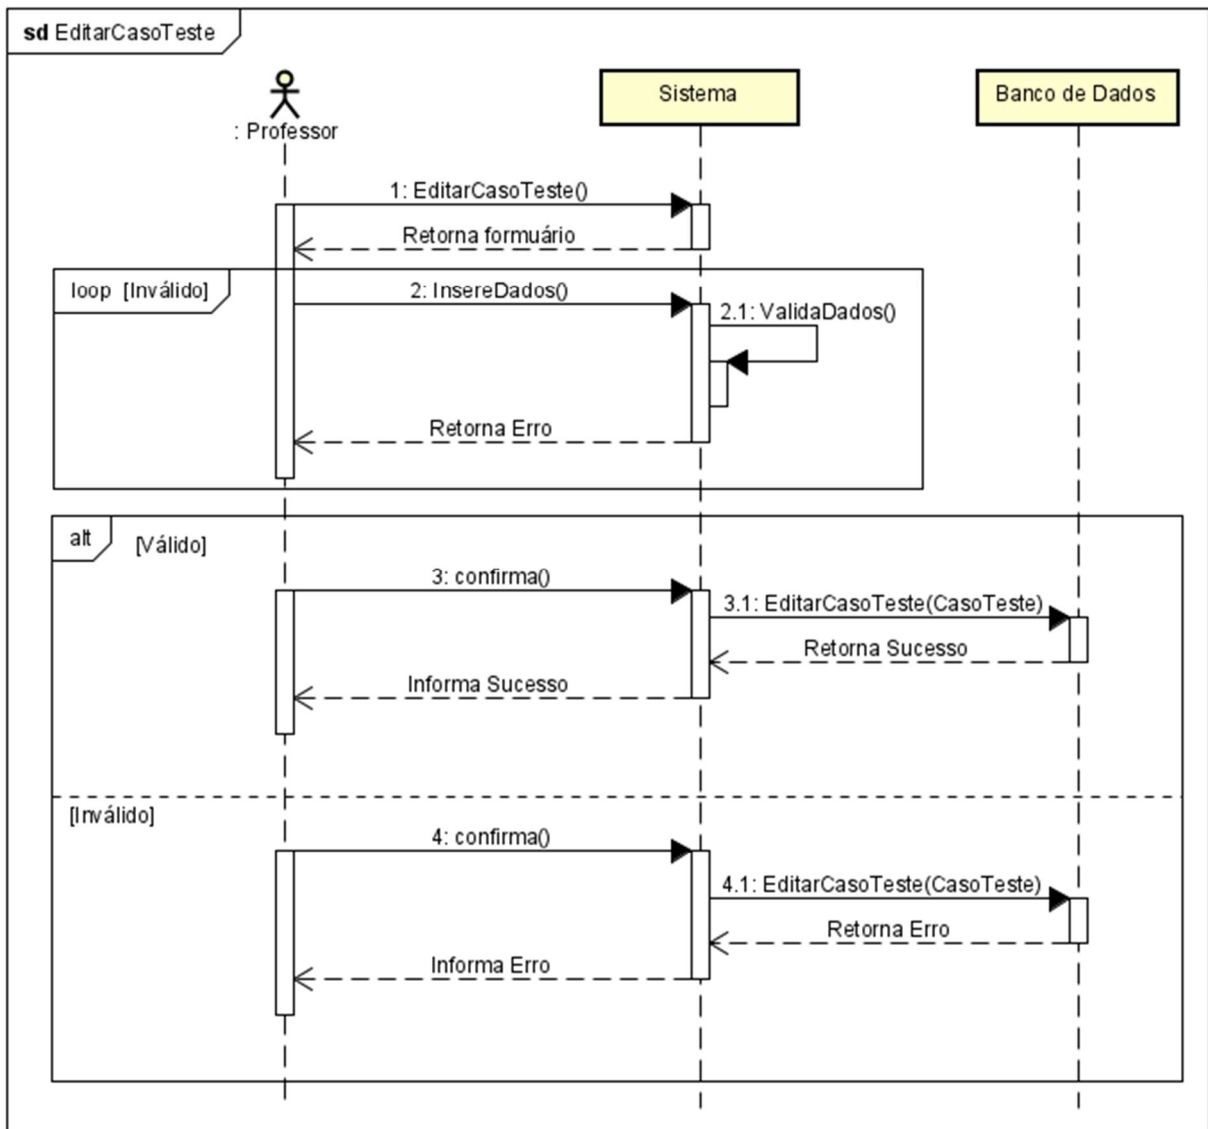 sd EditarCasoTeste
: Professor
Sistema
Banco de Dados
1: EditarCasoTeste()
Retorna formuário
loop [Inválido]
2: InsereDados()
2.1: ValidaDados()
Retorna Erro
alt
[Válido]
3: confirma()
3.1: EditarCasoTeste(CasoTeste)
Retorna Sucesso
Informa Sucesso
[Inválido]
4: confirma()
4.1: EditarCasoTeste(CasoTeste)
Retorna Erro
Informa Erro